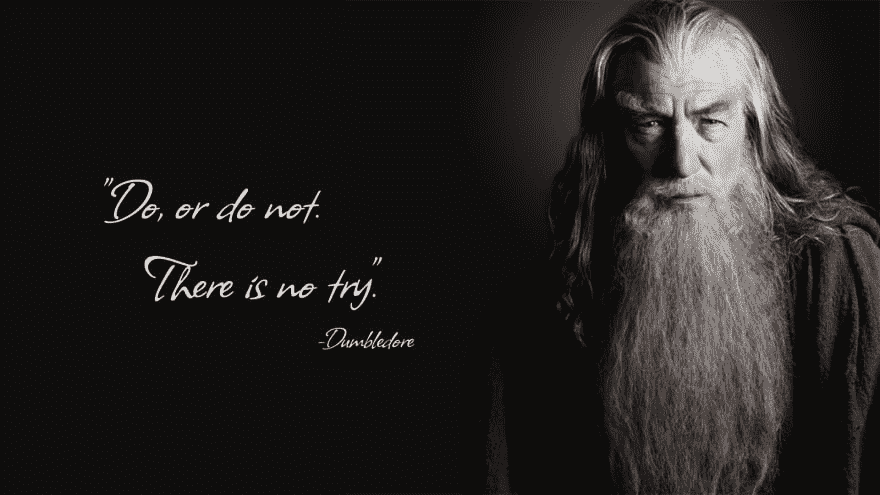 "Do, or do not.
There is no try."
-Dumbledore